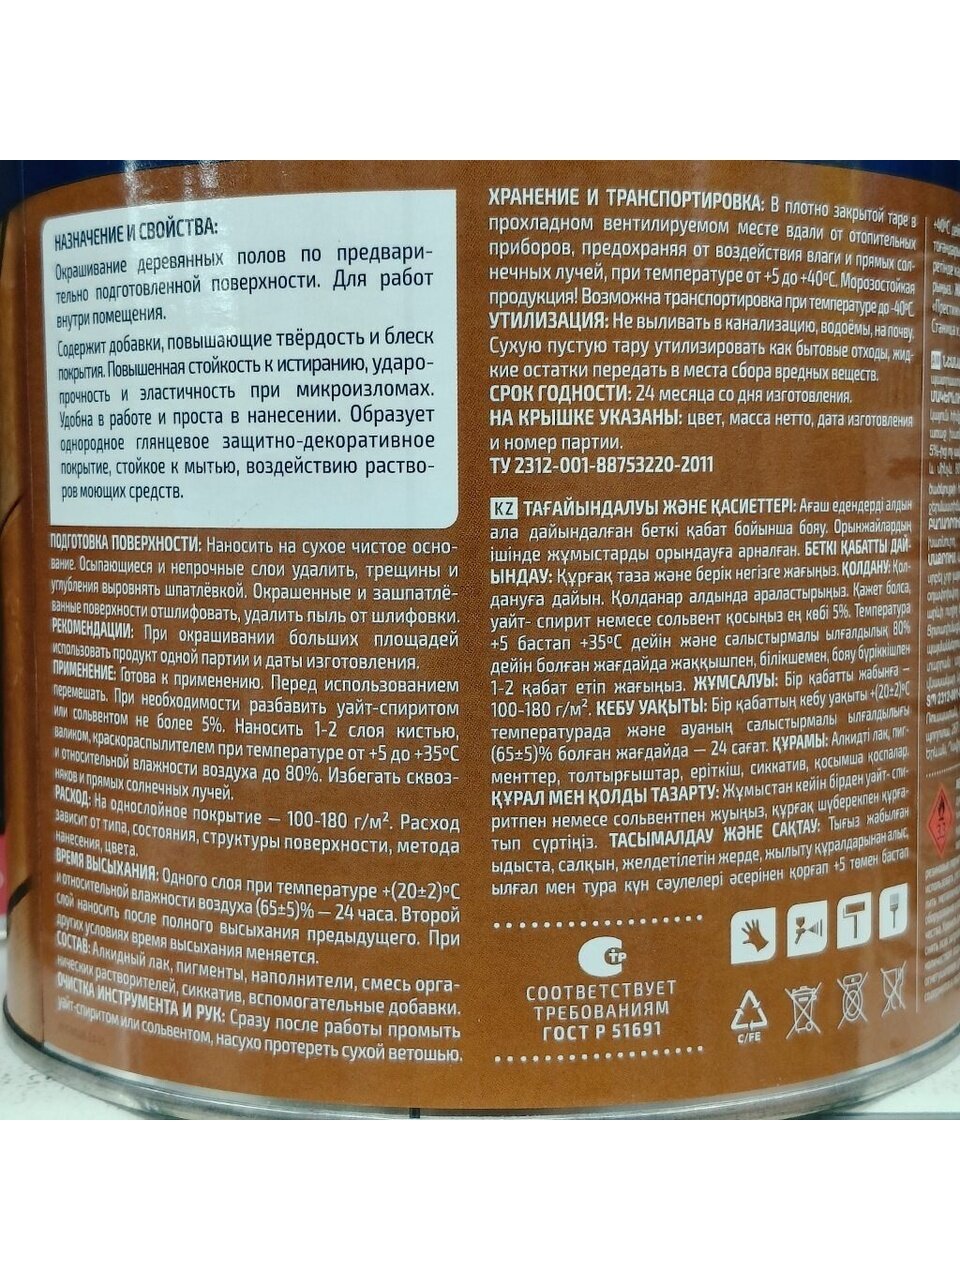 НАЗНАЧЕНИЕ И СВОЙСТВА:
Окрашивание деревянных полов по предвари-
тельно подготовленной поверхности. Для работ
внутри помещения.
Содержит добавки, повышающие твёрдость и блеск
покрытия. Повышенная стойкость к истиранию, ударо-
прочность и эластичность при микроизломах.
Удобна в работе и проста в нанесении. Образует
однородное глянцевое защитно-декоративное
покрытие, стойкое к мытью, воздействию раство-
ров моющих средств.
ПОДГОТОВКА ПОВЕРХНОСТИ: Наносить на сухое чистое осно-
вание. Осыпающиеся и непрочные слои удалить, трещины и
углубления выровнять шпатлёвкой. Окрашенные и зашпатлё-
ванные поверхности отшлифовать, удалить пыль от шлифовки.
РЕКОМЕНДАЦИИ: При окрашивании больших площадей
использовать продукт одной партии и даты изготовления.
ПРИМЕНЕНИЕ: Готова к применению. Перед использованием
перемешать. При необходимости разбавить уайт-спиритом
или сольвентом не более 5%. Наносить 1-2 слоя кистью,
валиком, краскораспылителем при температуре от +5 до +35ºС
и относительной влажности воздуха до 80%. Избегать сквоз-
няков и прямых солнечных лучей.
РАСХОД: На однослойное покрытие — 100-180 г/м². Расход
зависит от типа, состояния, структуры поверхности, метода
нанесения, цвета.
ВРЕМЯ ВЫСЫХАНИЯ: Одного слоя при температуре +(20±2)ºС
и относительной влажности воздуха (65±5)% — 24 часа. Второй
слой наносить после полного высыхания предыдущего. При
других условиях время высыхания меняется.
СОСТАВ: Алкидный лак, пигменты, наполнители, смесь орга-
нических растворителей, сиккатив, вспомогательные добавки.
ОЧИСТКА ИНСТРУМЕНТА И РУК: Сразу после работы промыть
уайт-спиритом или сольвентом, насухо протереть сухой ветошью.
ХРАНЕНИЕ И ТРАНСПОРТИРОВКА: В плотно закрытой таре в
прохладном вентилируемом месте вдали от отопительных
приборов, предохраняя от воздействия влаги и прямых сол-
нечных лучей, при температуре от +5 до +40ºС. Морозостойкая
продукция! Возможна транспортировка при температуре до -40ºС.
УТИЛИЗАЦИЯ: Не выливать в канализацию, водоёмы, на почву.
Сухую пустую тару утилизировать как бытовые отходы, жид-
кие остатки передать в места сбора вредных веществ.
СРОК ГОДНОСТИ: 24 месяца со дня изготовления.
НА КРЫШКЕ УКАЗАНЫ: цвет, масса нетто, дата изготовления
и номер партии.
ТУ 2312-001-88753220-2011
KZ ТАҒАЙЫНДАЛУЫ ЖӘНЕ ҚАСИЕТТЕРІ: Ағаш едендерді алдын
ала дайындалған беткі қабат бойынша бояу. Орынжайлардың
ішінде жұмыстарды орындауға арналған. БЕТКІ ҚАБАТТЫ ДАЙ-
ЫНДАУ: Құрғақ таза және берік негізге жағыңыз. ҚОЛДАНУ: Қол-
дануға дайын. Қолданар алдында араластырыңыз. Қажет болса,
уайт- спирит немесе сольвент қосыңыз ең көбі 5%. Температура
+5 бастап +35ºС дейін және салыстырмалы ылғалдылық 80%
дейін болған жағдайда жаққышпен, білікшемен, бояу бүріккішпен
1-2 қабат етіп жағыңыз. ЖҰМСАЛУЫ: Бір қабатты жабынға —
100-180 г/м². КЕБУ УАҚЫТЫ: Бір қабаттың кебу уақыты +(20±2)ºС
температурада және ауаның салыстырмалы ылғалдылығы
(65±5)% болған жағдайда — 24 сағат. ҚҰРАМЫ: Алкидті лак, пиг-
менттер, толтырғыштар, еріткіш, сиккатив, қосымша қоспалар.
ҚҰРАЛ МЕН ҚОЛДЫ ТАЗАРТУ: Жұмыстан кейін бірден уайт- спи-
ритпен немесе сольвентпен жуыңыз, құрғақ шүберекпен құрға-
тып сүртіңіз. ТАСЫМАЛДАУ ЖӘНЕ САҚТАУ: Тығыз жабылған
ыдыста, салқын, желдетілетін жерде, жылыту құралдарынан алыс,
ылғал мен тура күн сәулелері әсерінен қорғап +5 төмен бастап
СООТВЕТСТВУЕТ
ТРЕБОВАНИЯМ
ГОСТ Р 51691
C/FE